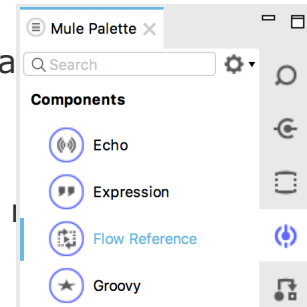 Mule Palette
a
Search
Components
Echo
Expression
Flow Reference
Groovy